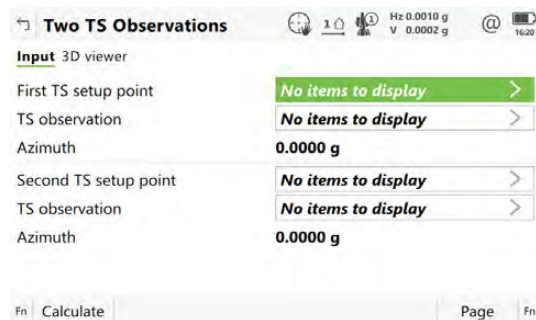 Two TS Observations 1 1 Hz 0.0010 g @
V 0.0002 g 16:20
Input 3D viewer
First TS setup point No items to display
TS observation No items to display
Azimuth 0.0000 g
Second TS setup point No items to display
TS observation No items to display
Azimuth 0.0000 g
Fn Calculate Page Fn